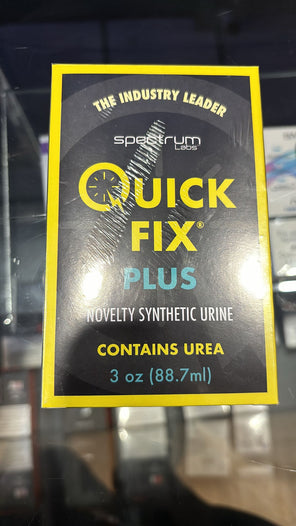 THE INDUSTRY LEADER
spectrum
Labs
QUICK
FIX®
PLUS
NOVELTY SYNTHETIC URINE
CONTAINS UREA
3 oz (88.7ml)